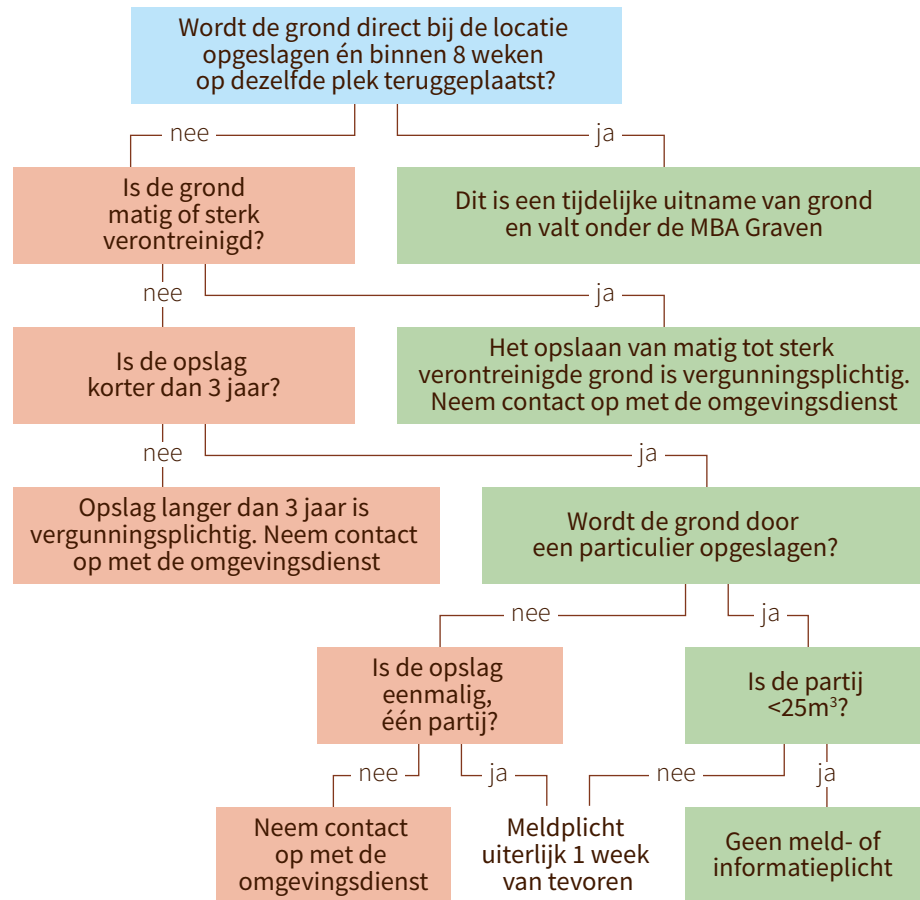 Wordt de grond direct bij de locatie
opgeslagen én binnen 8 weken
op dezelfde plek teruggeplaatst?
nee
ja
Is de grond
matig of sterk
verontreinigd?
Dit is een tijdelijke uitname van grond
en valt onder de MBA Graven
nee
ja
Is de opslag
korter dan 3 jaar?
Het opslaan van matig tot sterk
verontreinigde grond is vergunningsplichtig.
Neem contact op met de omgevingsdienst
nee
ja
Opslag langer dan 3 jaar is
vergunningsplichtig. Neem contact
op met de omgevingsdienst
Wordt de grond door
een particulier opgeslagen?
nee
ja
Is de opslag
eenmalig,
één partij?
Is de partij
<25m³?
nee
ja
nee
ja
Neem contact
op met de
omgevingsdienst
Meldplicht
uiterlijk 1 week
van tevoren
Geen meld- of
informatieplicht